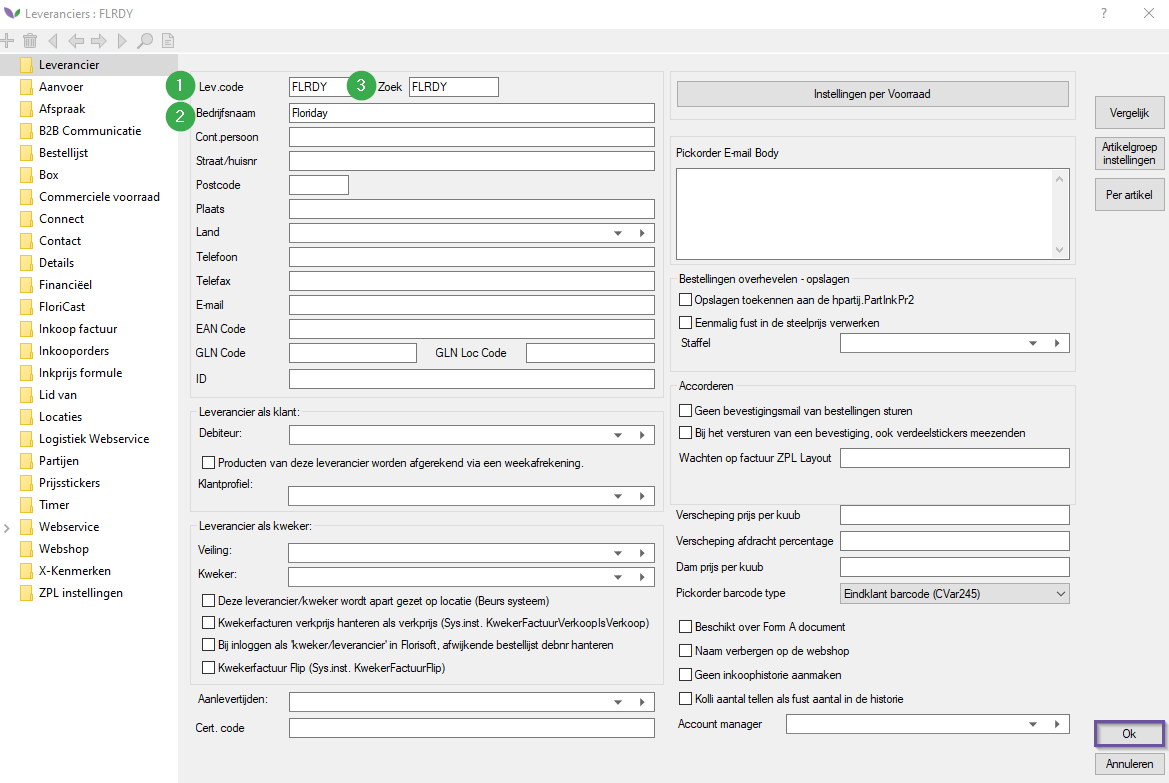 Leveranciers : FLRDY
?
Leverancier
Aanvoer
Afspraak
B2B Communicatie
Bestellijst
Box
Commerciele voorraad
Connect
Contact
Details
Financiëel
FloriCast
Inkoop factuur
Inkooporders
Inkprijs formule
Lid van
Locaties
Logistiek Webservice
Partijen
Prijsstickers
Timer
Webservice
Webshop
X-Kenmerken
ZPL instellingen
1 Lev.code FLRDY 3 Zoek FLRDY
2 Bedrijfsnaam Floriday
Cont.persoon
Straat/huisnr
Postcode
Plaats
Land
Telefoon
Telefax
E-mail
EAN Code
GLN Code GLN Loc Code
ID
Leverancier als klant:
Debiteur:
Producten van deze leverancier worden afgerekend via een weekafrekening.
Klantprofiel:
Leverancier als kweker:
Veiling:
Kweker:
Deze leverancier/kweker wordt apart gezet op locatie (Beurs systeem)
Kwekerfacturen verkprijs hanteren als verkprijs (Sys.inst. KwekerFactuurVerkoopIsVerkoop)
Bij inloggen als 'kweker/leverancier' in Florisoft, afwijkende bestellijst debnr hanteren
Kwekerfactuur Flip (Sys.inst. KwekerFactuurFlip)
Aanlevertijden:
Cert. code
Instellingen per Voorraad
Pickorder E-mail Body
Bestellingen overhevelen - opslagen
Opslagen toekennen aan de hpartij.PartInkPr2
Eenmalig fust in de steelprijs verwerken
Staffel
Accorderen
Geen bevestigingsmail van bestellingen sturen
Bij het versturen van een bevestiging, ook verdeelstickers meezenden
Wachten op factuur ZPL Layout
Verscheping prijs per kuub
Verscheping afdracht percentage
Dam prijs per kuub
Pickorder barcode type Eindklant barcode (CVar245)
Beschikt over Form A document
Naam verbergen op de webshop
Geen inkoophistorie aanmaken
Kolli aantal tellen als fust aantal in de historie
Account manager
Vergelijk
Artikelgroep
instellingen
Per artikel
Ok
Annuleren